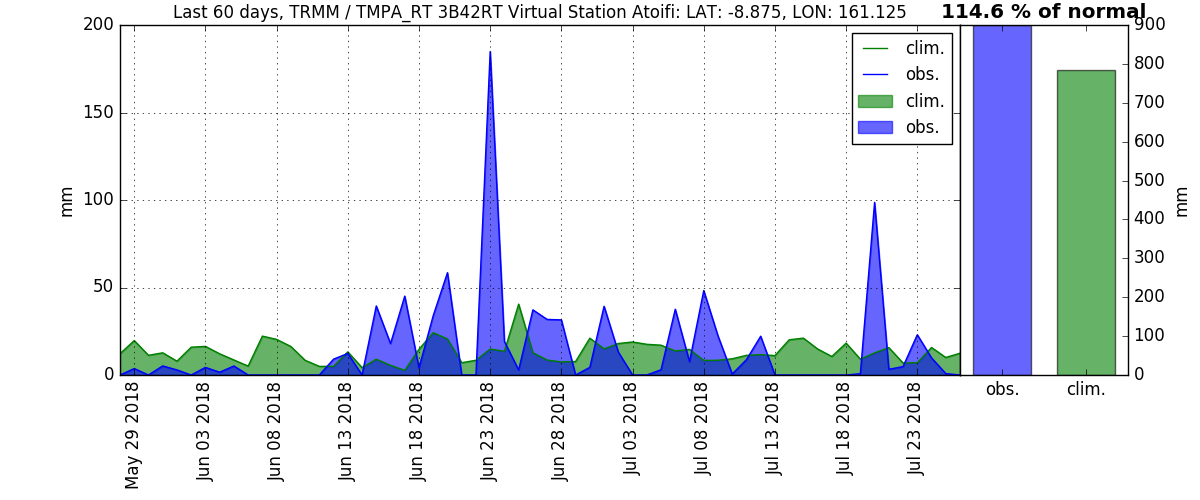 Last 60 days, TRMM / TMPA_RT 3B42RT Virtual Station Atoifi: LAT: -8.875, LON: 161.125
114.6 % of normal
200
150
100
50
0
mm
clim.
obs.
clim.
obs.
900
800
700
600
500
400
300
200
100
0
mm
May 29 2018
Jun 03 2018
Jun 08 2018
Jun 13 2018
Jun 18 2018
Jun 23 2018
Jun 28 2018
Jul 03 2018
Jul 08 2018
Jul 13 2018
Jul 18 2018
Jul 23 2018
obs.
clim.